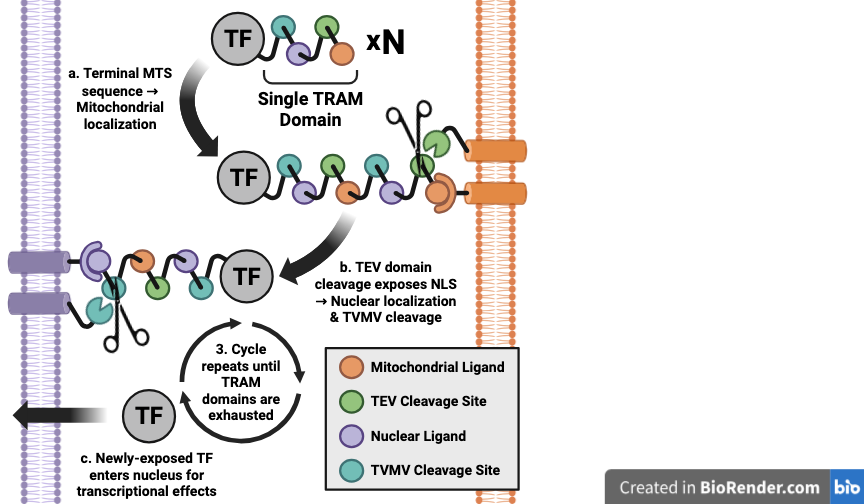 TF
xN
a. Terminal MTS
sequence →
Mitochondrial
localization
Single TRAM
Domain
TF
TF
b. TEV domain
cleavage exposes NLS
→ Nuclear localization
& TVMV cleavage
3. Cycle
repeats until
TRAM
domains are
exhausted
TF
c. Newly-exposed TF
enters nucleus for
transcriptional effects
Mitochondrial Ligand
TEV Cleavage Site
Nuclear Ligand
TVMV Cleavage Site
Created in BioRender.com bio